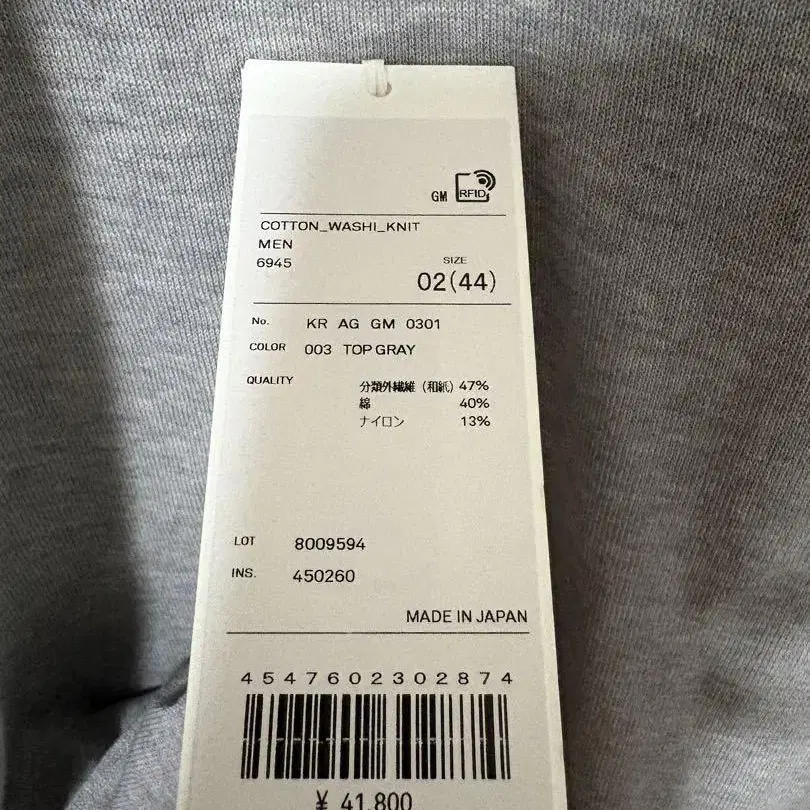 GM RFID
COTTON_WASHI_KNIT
MEN
6945
SIZE
02(44)
No. KR AG GM 0301
COLOR 003 TOP GRAY
QUALITY
分類外繊維（和紙）47%
綿 40%
ナイロン 13%
LOT 8009594
INS. 450260
MADE IN JAPAN
4547602302874
¥ 41,800